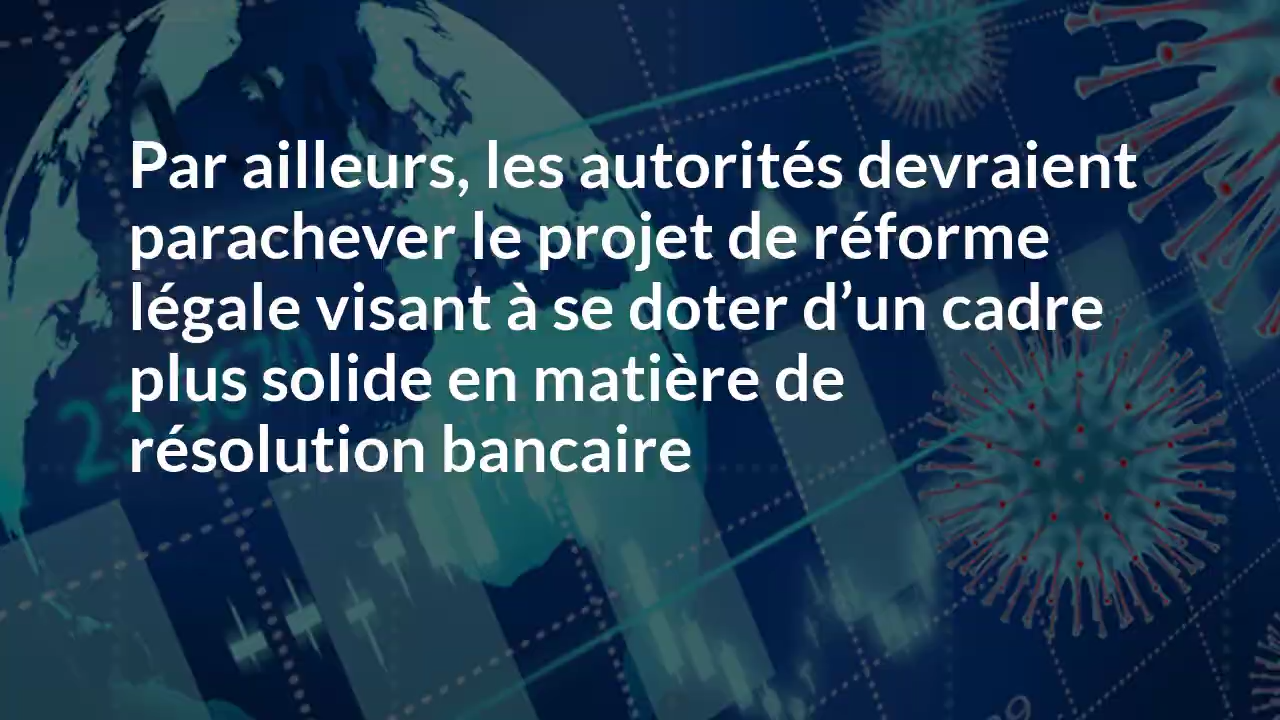 Par ailleurs, les autorités devraient
parachever le projet de réforme
légale visant à se doter d’un cadre
plus solide en matière de
résolution bancaire